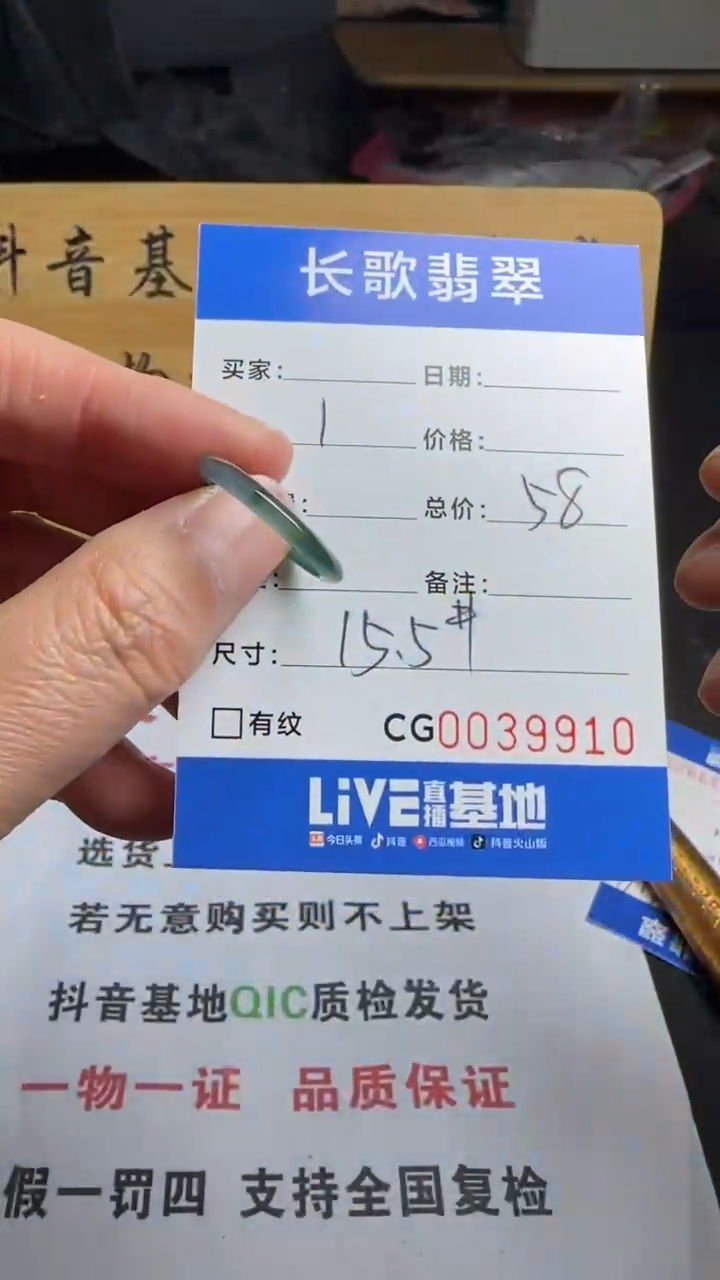 抖音基
长歌翡翠
买家: 日期:
1 价格:
总价: 58
备注:
尺寸: 15.5#
有纹 CG0039910
LiVE直播基地
今日头条 抖音 西瓜视频 抖音火山版
选货
若无意购买则不上架
抖音基地QIC质检发货
一物一证 品质保证
假一罚四 支持全国复检